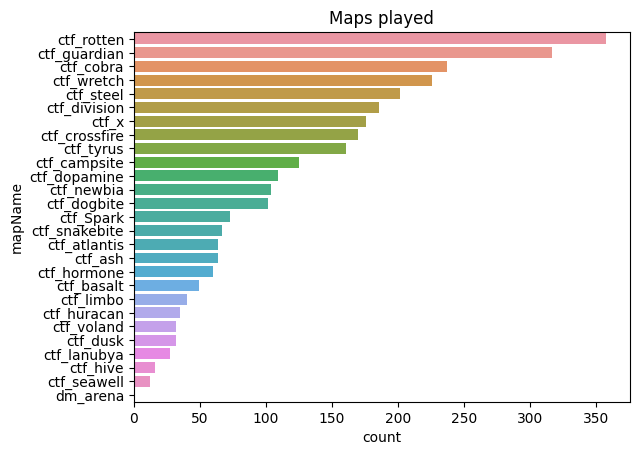 Maps played
mapName
ctf_rotten
ctf_guardian
ctf_cobra
ctf_wretch
ctf_steel
ctf_division
ctf_x
ctf_crossfire
ctf_tyrus
ctf_campsite
ctf_dopamine
ctf_newbia
ctf_dogbite
ctf_Spark
ctf_snakebite
ctf_atlantis
ctf_ash
ctf_hormone
ctf_basalt
ctf_limbo
ctf_huracan
ctf_voland
ctf_dusk
ctf_lanubya
ctf_hive
ctf_seawell
dm_arena
0 50 100 150 200 250 300 350
count